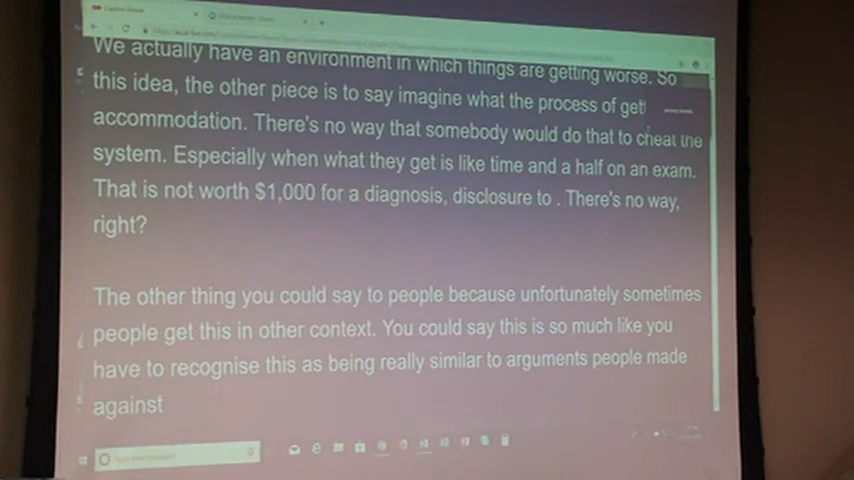 We actually have an environment in which things are getting worse. So
this idea, the other piece is to say imagine what the process of get
accommodation. There's no way that somebody would do that to cheat the
system. Especially when what they get is like time and a half on an exam.
That is not worth $1,000 for a diagnosis, disclosure to . There's no way,
right?
The other thing you could say to people because unfortunately sometimes
people get this in other context. You could say this is so much like you
have to recognise this as being really similar to arguments people made
against
Type here to search